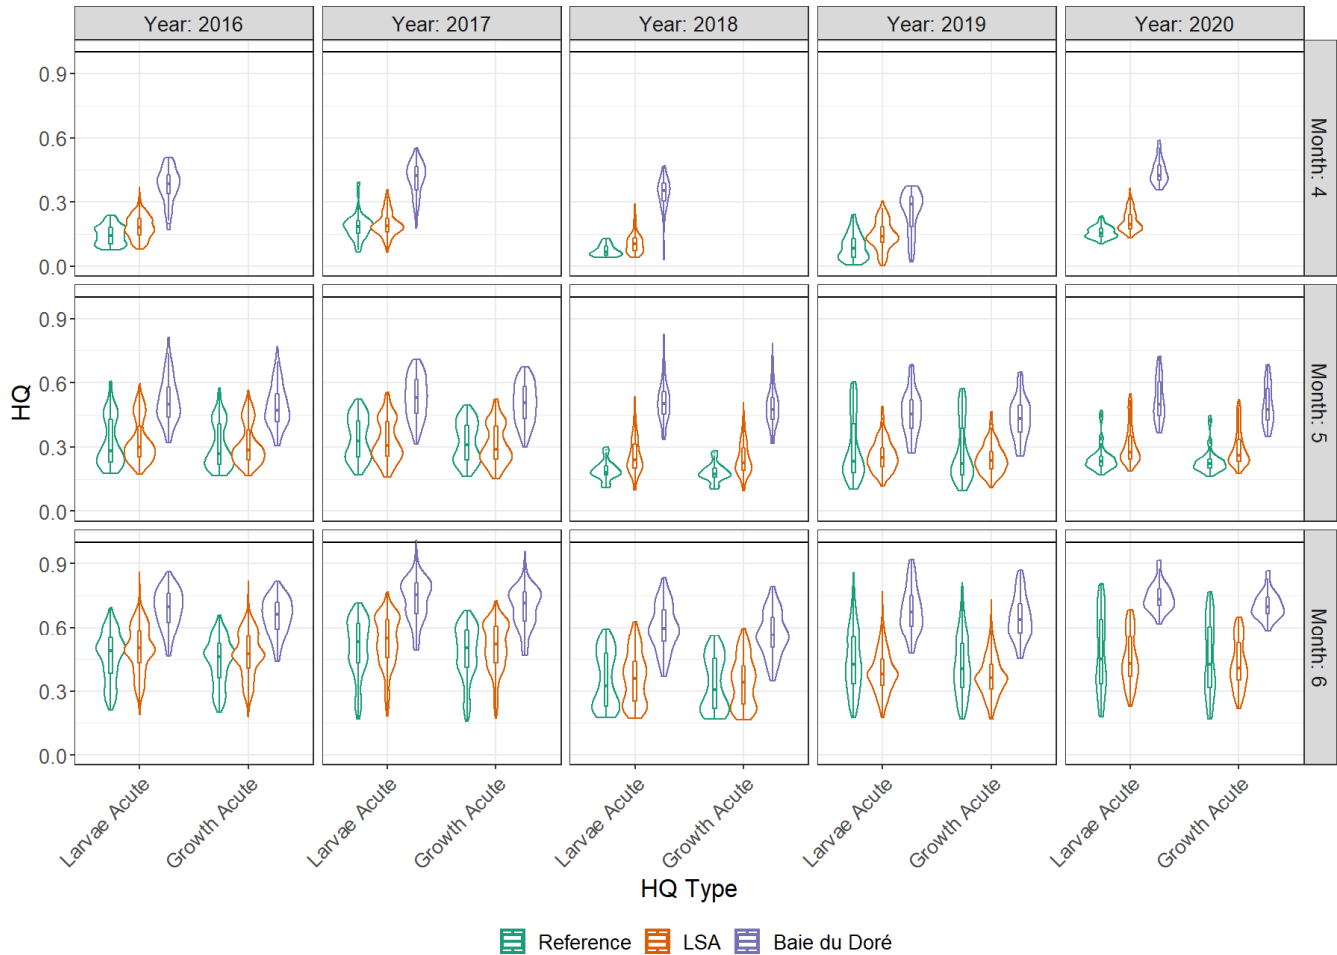 Year: 2016
Year: 2017
Year: 2018
Year: 2019
Year: 2020
0.9
0.6
0.3
0.0
Month: 4
HQ
0.9
0.6
0.3
0.0
Month: 5
0.9
0.6
0.3
0.0
Month: 6
Larvae Acute
Growth Acute
Larvae Acute
Growth Acute
Larvae Acute
Growth Acute
Larvae Acute
Growth Acute
Larvae Acute
Growth Acute
HQ Type
Reference LSA Baie du Doré